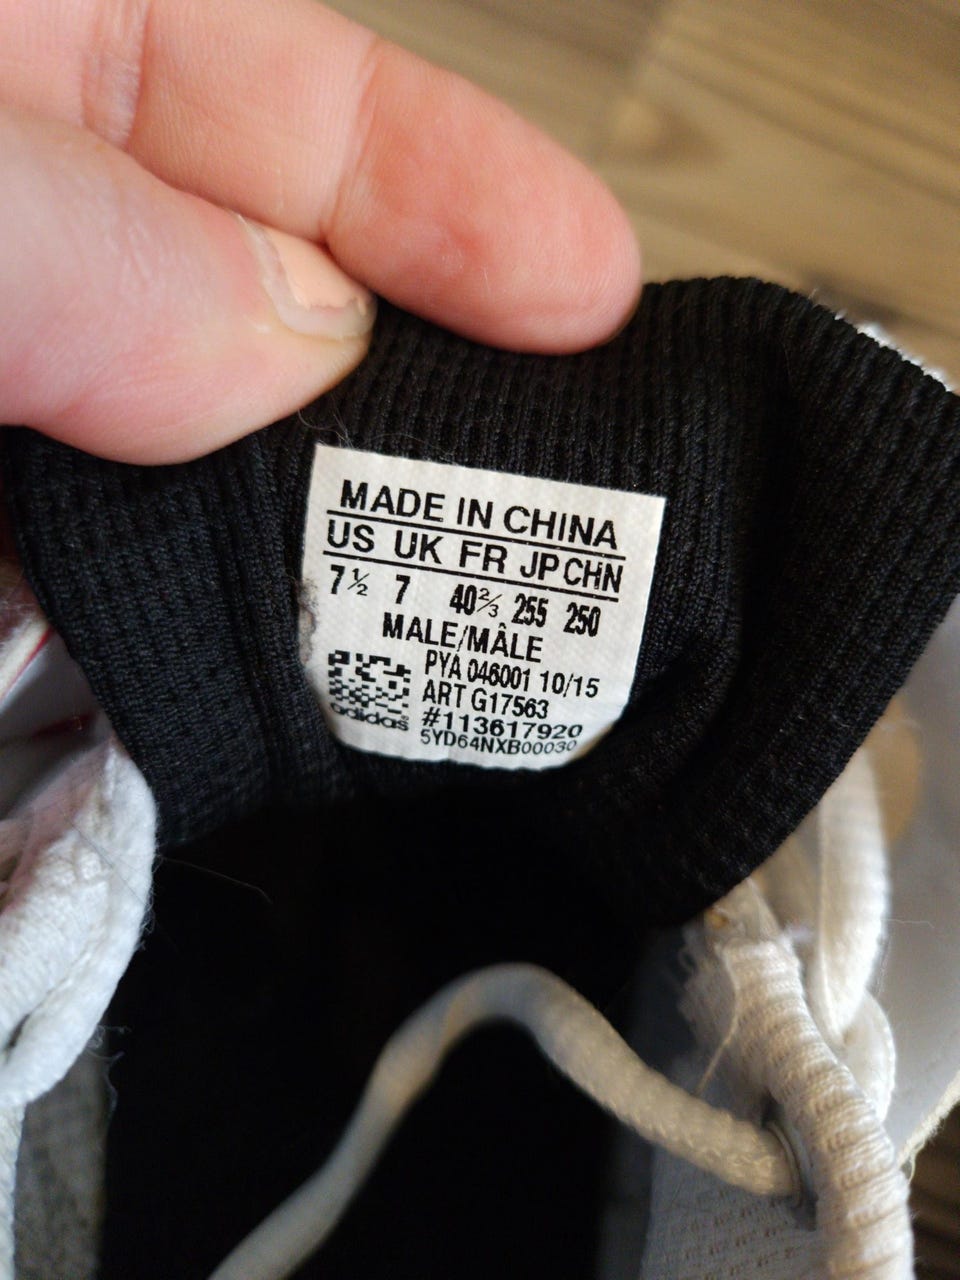 MADE IN CHINA
US UK FR JP CHN
7½ 7 40⅔ 255 250
MALE/MÂLE
PYA 046001 10/15
ART G17563
#113617920
adidas
5YD64NXB00030